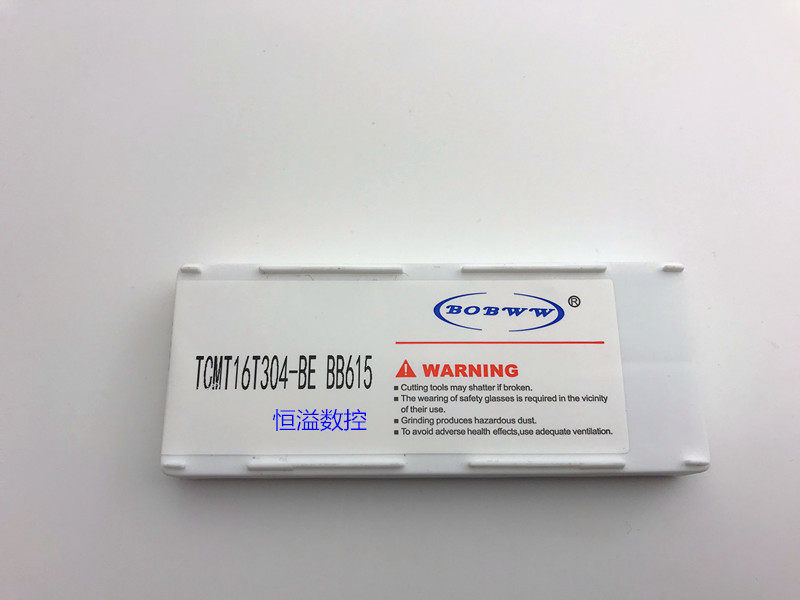 BOBWW®
TCMT16T304-BE BB615
恒溢数控
WARNING
■ Cutting tools may shatter if broken.
■ The wearing of safety glasses is required in the vicinity
of their use.
■ Grinding produces hazardous dust.
■ To avoid adverse health effects,use adequate ventilation.